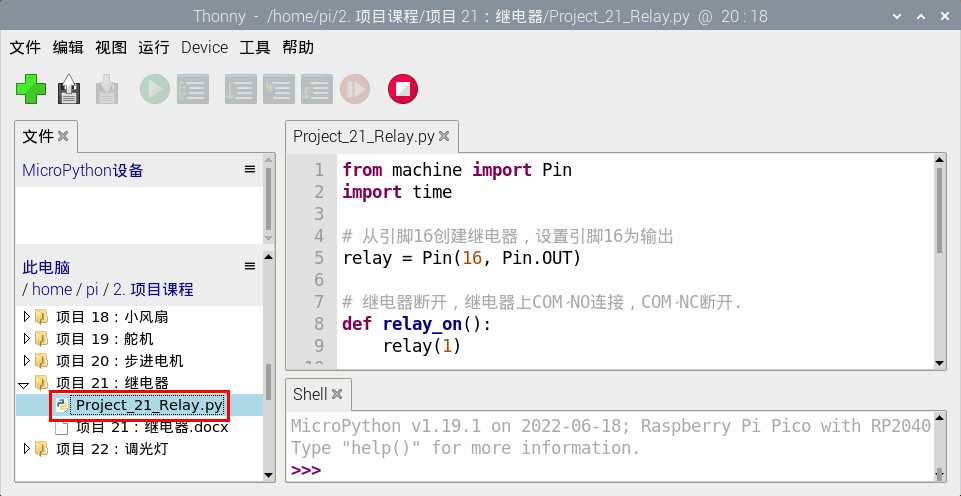 Thonny - /home/pi/2. 项目课程/项目 21：继电器/Project_21_Relay.py @ 20 : 18
文件 编辑 视图 运行 Device 工具 帮助
文件
MicroPython设备
此电脑
/ home / pi / 2. 项目课程
项目 18：小风扇
项目 19：舵机
项目 20：步进电机
项目 21：继电器
Project_21_Relay.py
项目 21：继电器.docx
项目 22：调光灯
Project_21_Relay.py
1 from machine import Pin
2 import time
3
4 # 从引脚16创建继电器，设置引脚16为输出
5 relay = Pin(16, Pin.OUT)
6
7 # 继电器断开，继电器上COM、NO连接，COM、NC断开.
8 def relay_on():
9 relay(1)
Shell
MicroPython v1.19.1 on 2022-06-18; Raspberry Pi Pico with RP2040
Type "help()" for more information.
>>>